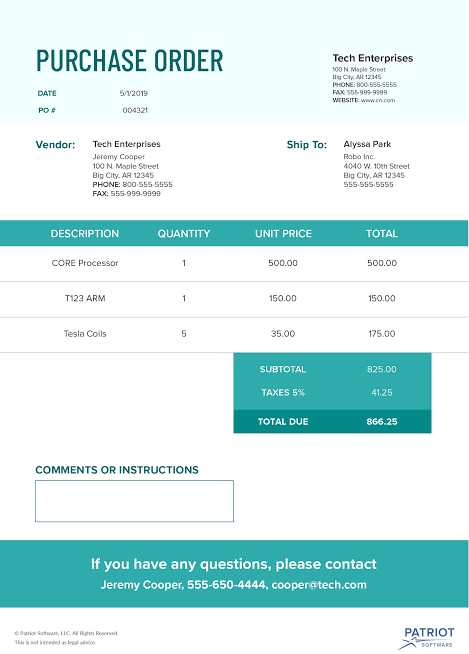 PURCHASE ORDER
Tech Enterprises
100 N. Maple Street
Big City, AR 12345
PHONE: 800-555-5555
FAX: 555-999-9999
WEBSITE: www.cn.com
DATE 5/1/2019
PO # 004321
Vendor: Tech Enterprises
Jeremy Cooper
100 N. Maple Street
Big City, AR 12345
PHONE: 800-555-5555
FAX: 555-999-9999
Ship To: Alyssa Park
Robo Inc.
4040 W. 10th Street
Big City, AR 12345
555-555-5555
DESCRIPTION QUANTITY UNIT PRICE TOTAL
CORE Processor 1 500.00 500.00
T123 ARM 1 150.00 150.00
Tesla Coils 5 35.00 175.00
SUBTOTAL 825.00
TAXES 5% 41.25
TOTAL DUE 866.25
COMMENTS OR INSTRUCTIONS
If you have any questions, please contact
Jeremy Cooper, 555-650-4444, cooper@tech.com
© Patriot Software, LLC. All Rights Reserved.
This is not intended as legal advice.
PATRIOT
SOFTWARE